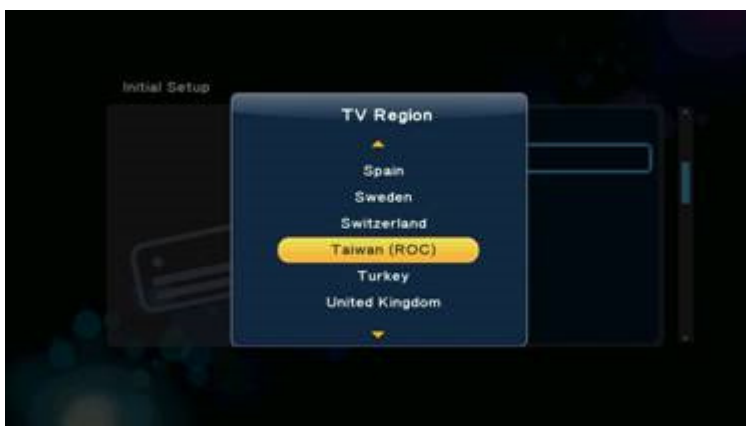 Initial Setup
TV Region
Spain
Sweden
Switzerland
Taiwan (ROC)
Turkey
United Kingdom